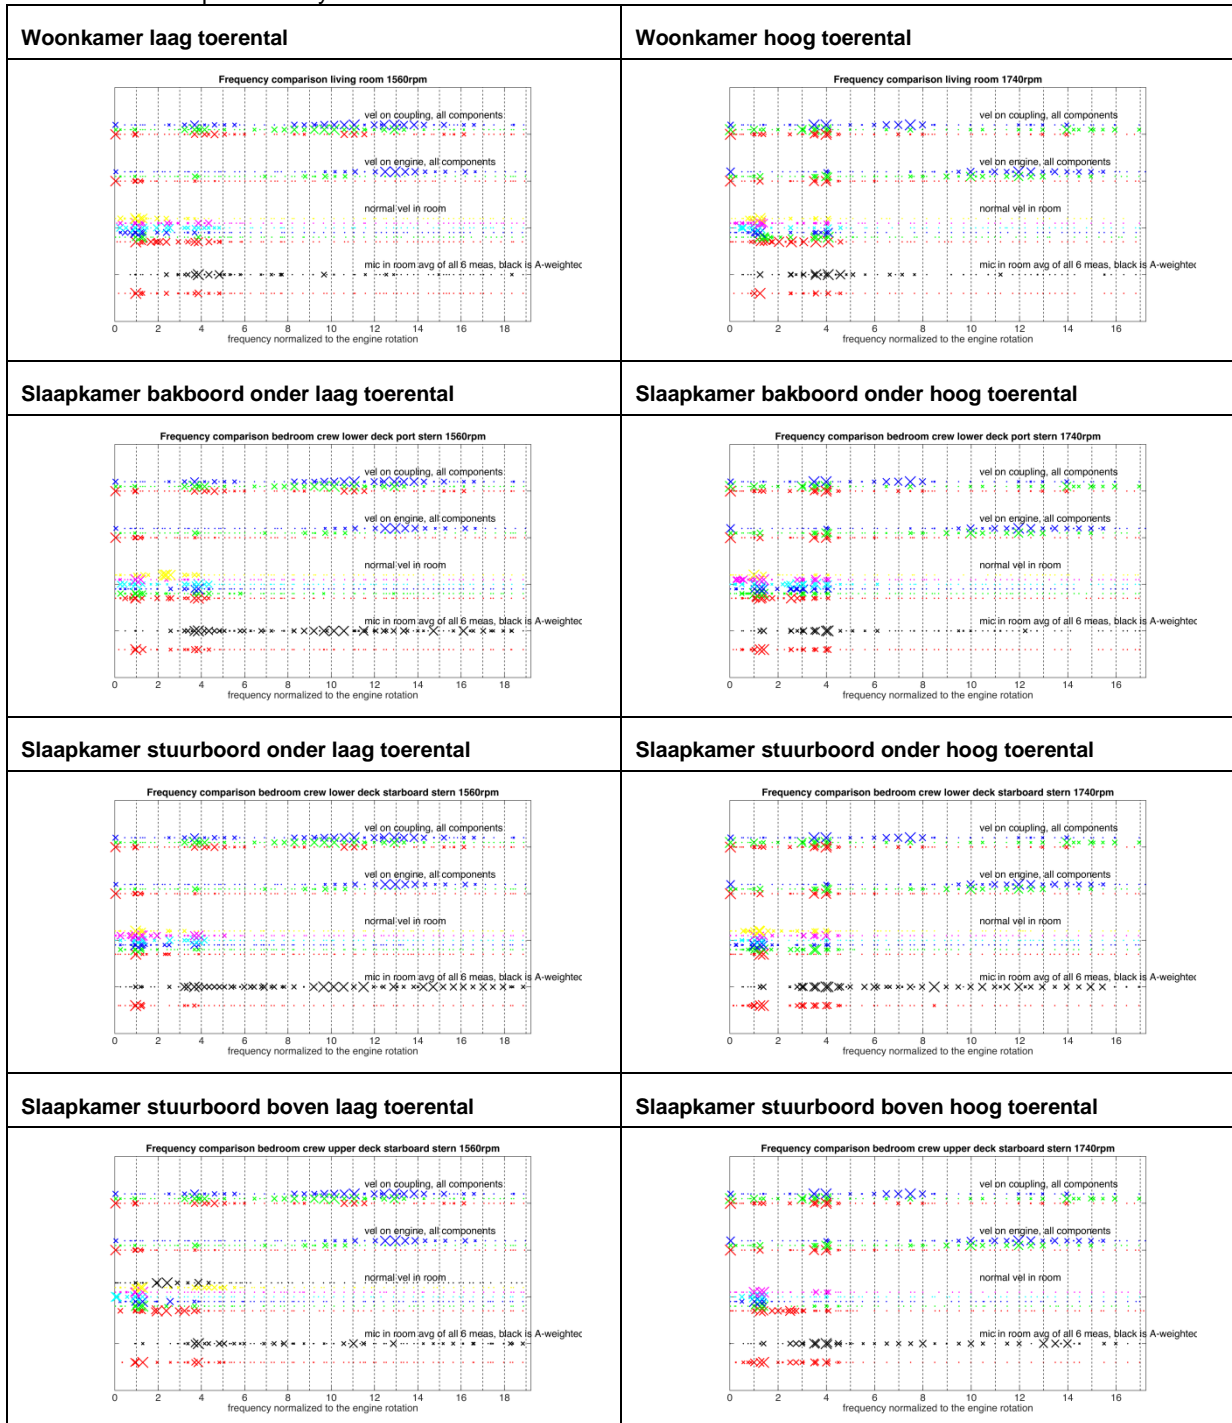 Woonkamer laag toerental
Woonkamer hoog toerental
Frequency comparison living room 1560rpm
vel on coupling, all components
vel on engine, all components
normal vel in room
mic in room avg of all 6 meas, black is A-weighted
0 2 4 6 8 10 12 14 16 18
frequency normalized to the engine rotation
Frequency comparison living room 1740rpm
vel on coupling, all components
vel on engine, all components
normal vel in room
mic in room avg of all 6 meas, black is A-weighted
0 2 4 6 8 10 12 14 16
frequency normalized to the engine rotation
Slaapkamer bakboord onder laag toerental
Slaapkamer bakboord onder hoog toerental
Frequency comparison bedroom crew lower deck port stern 1560rpm
vel on coupling, all components
vel on engine, all components
normal vel in room
mic in room avg of all 6 meas, black is A-weighted
0 2 4 6 8 10 12 14 16 18
frequency normalized to the engine rotation
Frequency comparison bedroom crew lower deck port stern 1740rpm
vel on coupling, all components
vel on engine, all components
normal vel in room
mic in room avg of all 6 meas, black is A-weighted
0 2 4 6 8 10 12 14 16
frequency normalized to the engine rotation
Slaapkamer stuurboord onder laag toerental
Slaapkamer stuurboord onder hoog toerental
Frequency comparison bedroom crew lower deck starboard stern 1560rpm
vel on coupling, all components
vel on engine, all components
normal vel in room
mic in room avg of all 6 meas, black is A-weighted
0 2 4 6 8 10 12 14 16 18
frequency normalized to the engine rotation
Frequency comparison bedroom crew lower deck starboard stern 1740rpm
vel on coupling, all components
vel on engine, all components
normal vel in room
mic in room avg of all 6 meas, black is A-weighted
0 2 4 6 8 10 12 14 16
frequency normalized to the engine rotation
Slaapkamer stuurboord boven laag toerental
Slaapkamer stuurboord boven hoog toerental
Frequency comparison bedroom crew upper deck starboard stern 1560rpm
vel on coupling, all components
vel on engine, all components
normal vel in room
mic in room avg of all 6 meas, black is A-weighted
0 2 4 6 8 10 12 14 16 18
frequency normalized to the engine rotation
Frequency comparison bedroom crew upper deck starboard stern 1740rpm
vel on coupling, all components
vel on engine, all components
normal vel in room
mic in room avg of all 6 meas, black is A-weighted
0 2 4 6 8 10 12 14 16
frequency normalized to the engine rotation